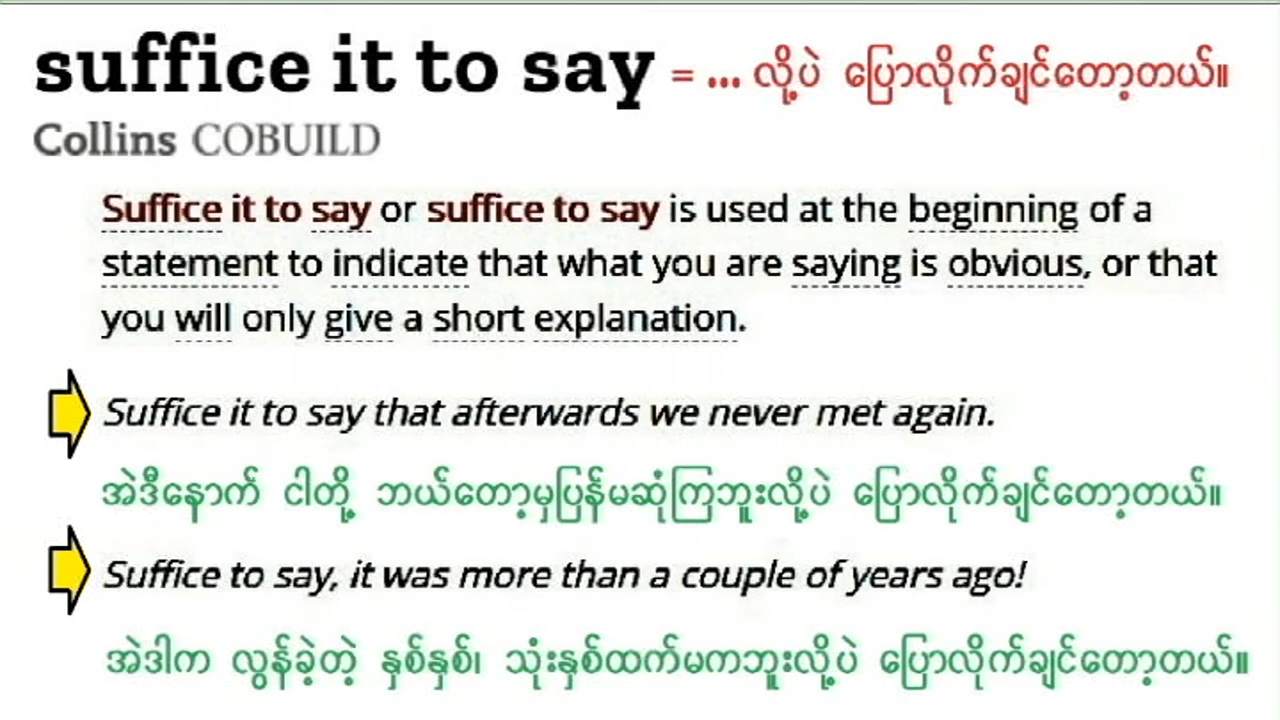 suffice it to say = ... လို့ပဲ ပြောလိုက်ချင်တော့တယ်။
Collins COBUILD
Suffice it to say or suffice to say is used at the beginning of a
statement to indicate that what you are saying is obvious, or that
you will only give a short explanation.
Suffice it to say that afterwards we never met again.
အဲဒီနောက် ငါတို့ ဘယ်တော့မှပြန်မဆုံကြဘူးလို့ပဲ ပြောလိုက်ချင်တော့တယ်။
Suffice to say, it was more than a couple of years ago!
အဲဒါက လွန်ခဲ့တဲ့ နှစ်နှစ်၊ သုံးနှစ်ထက်မကဘူးလို့ပဲ ပြောလိုက်ချင်တော့တယ်။